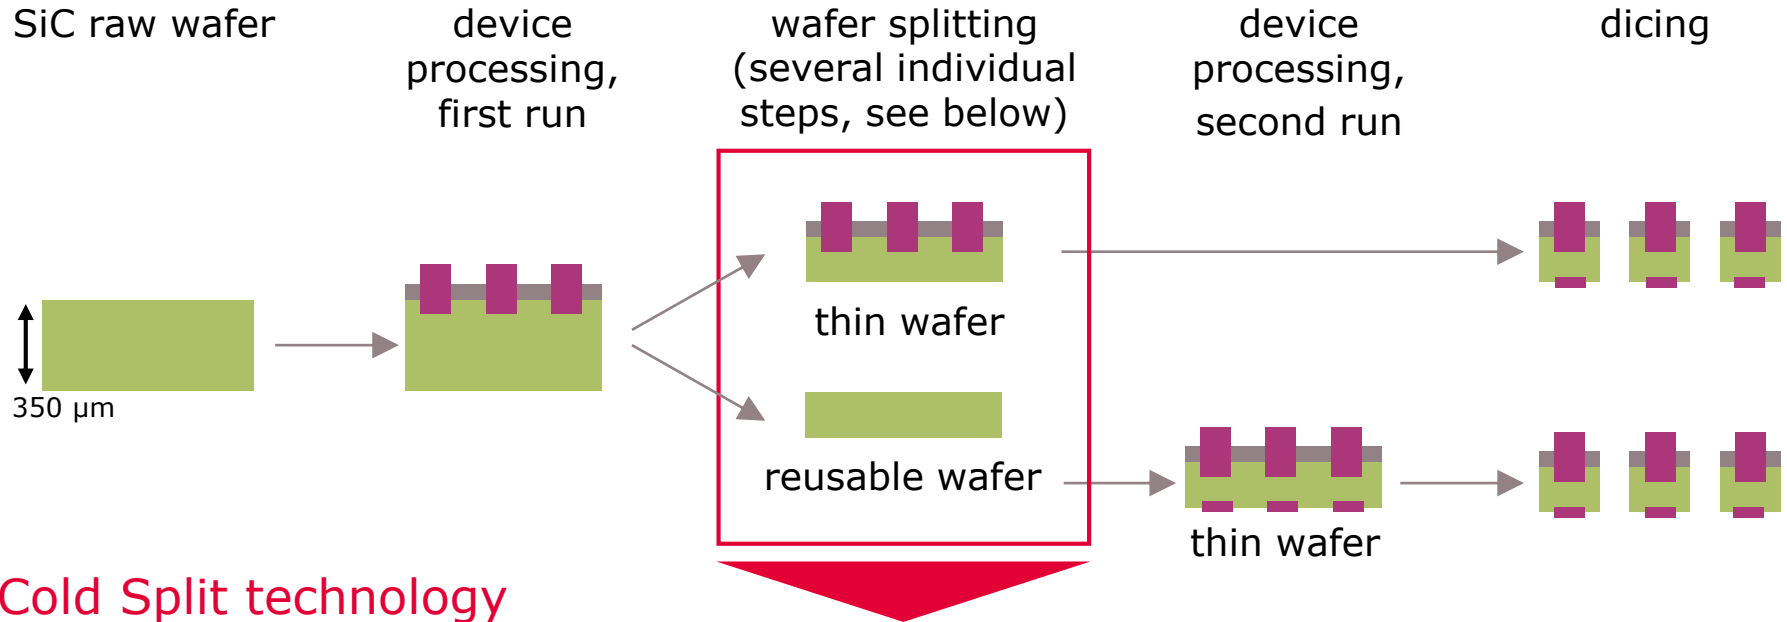 SiC raw wafer
device
processing,
first run
wafer splitting
(several individual
steps, see below)
device
processing,
second run
dicing
350 µm
thin wafer
reusable wafer
thin wafer
Cold Split technology